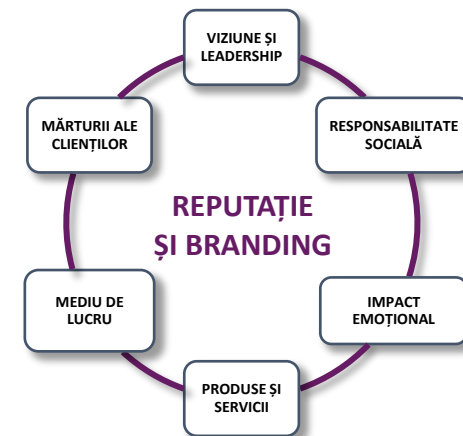 VIZIUNE ȘI
LEADERSHIP
MĂRTURII ALE
CLIENȚILOR
RESPONSABILITATE
SOCIALĂ
REPUTAȚIE
ȘI BRANDING
MEDIU DE
LUCRU
IMPACT
EMOȚIONAL
PRODUSE ȘI
SERVICII